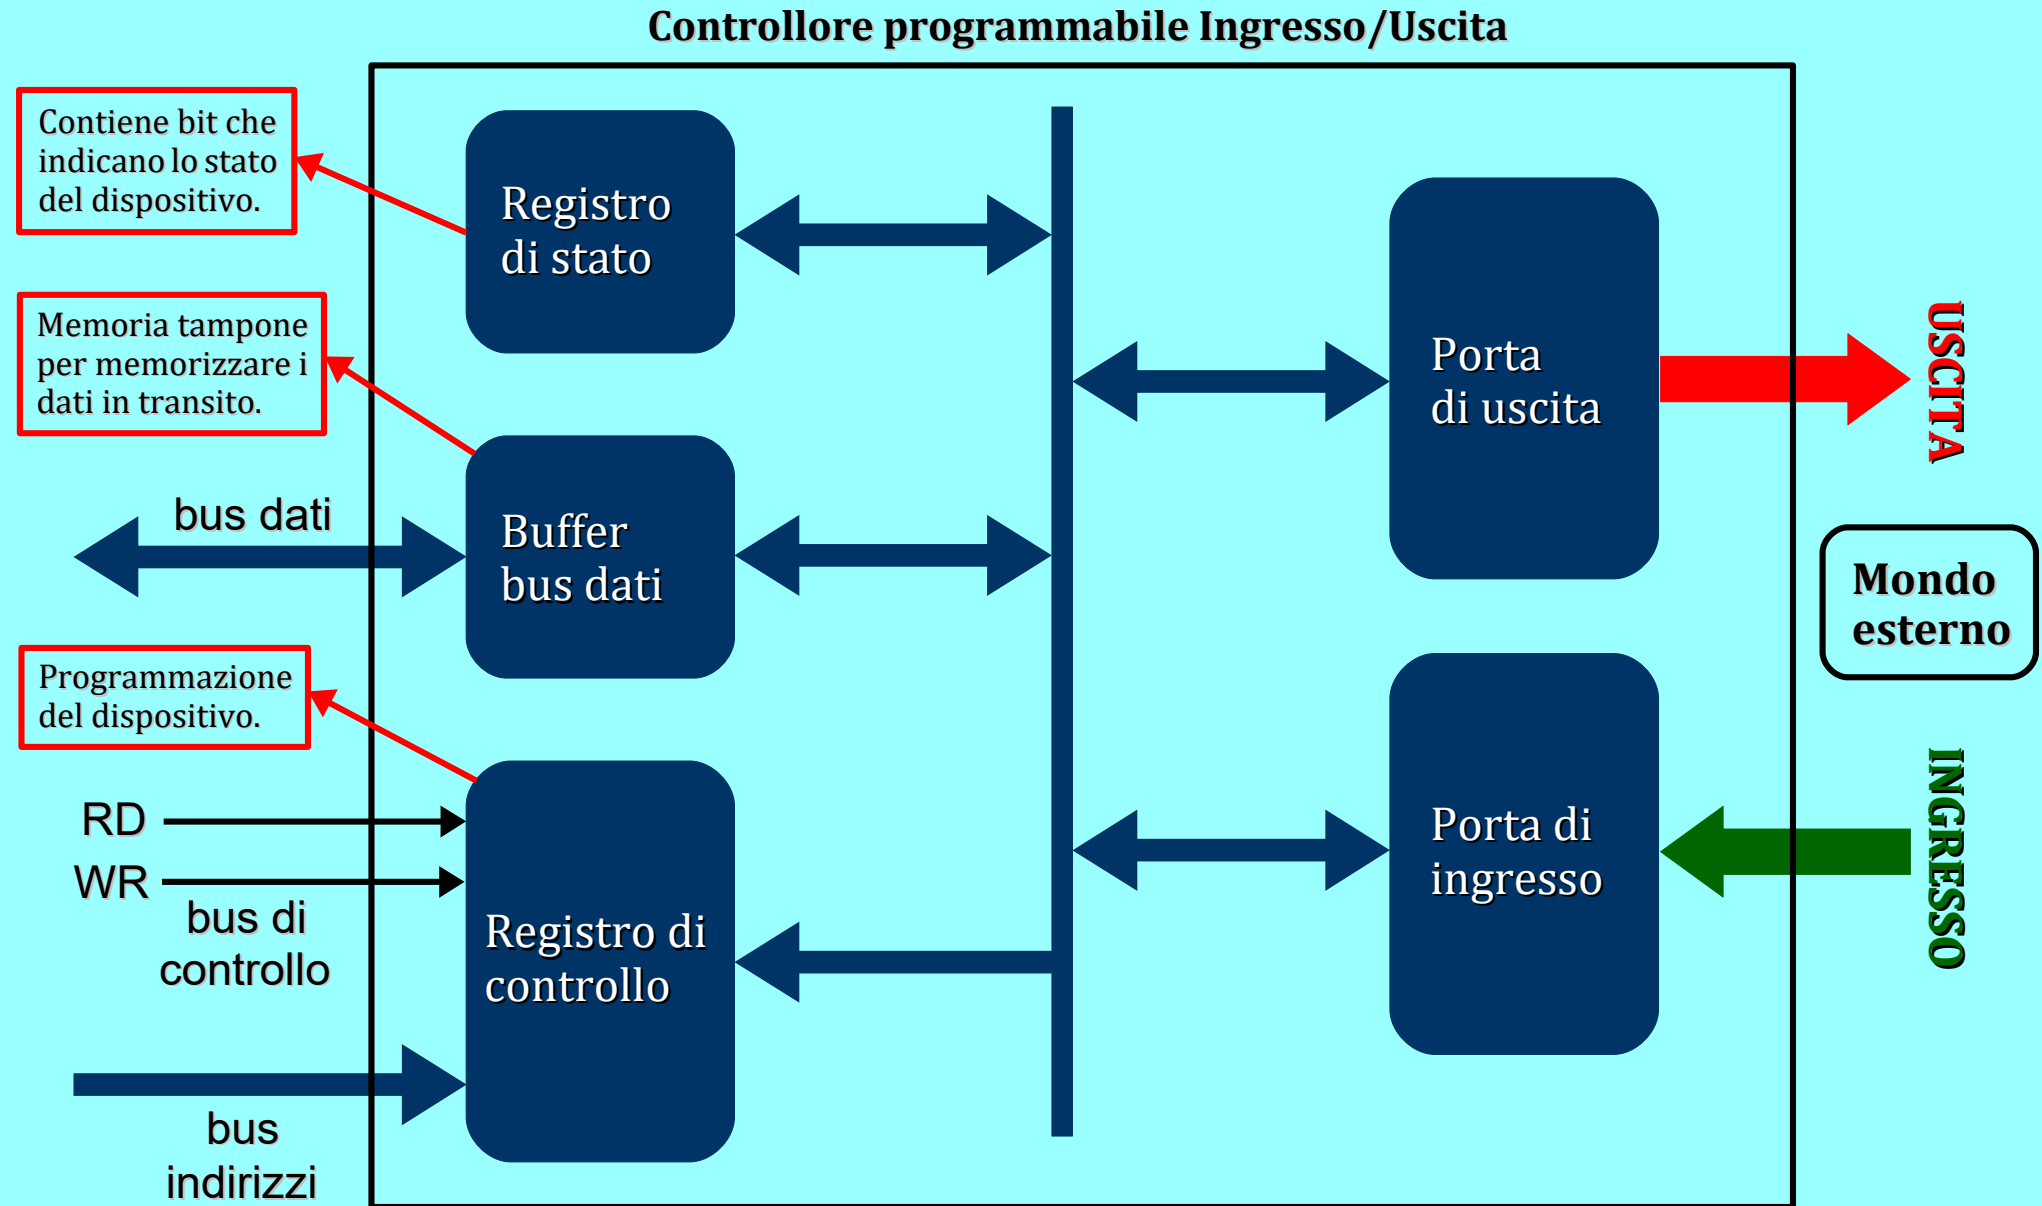 Controllore programmabile Ingresso/Uscita
Contiene bit che
indicano lo stato
del dispositivo.
Registro
di stato
Memoria tampone
per memorizzare i
dati in transito.
Porta
di uscita
USCITA
bus dati
Buffer
bus dati
Mondo
esterno
Programmazione
del dispositivo.
RD
WR
bus di
controllo
Registro di
controllo
Porta di
ingresso
INGRESSO
bus
indirizzi